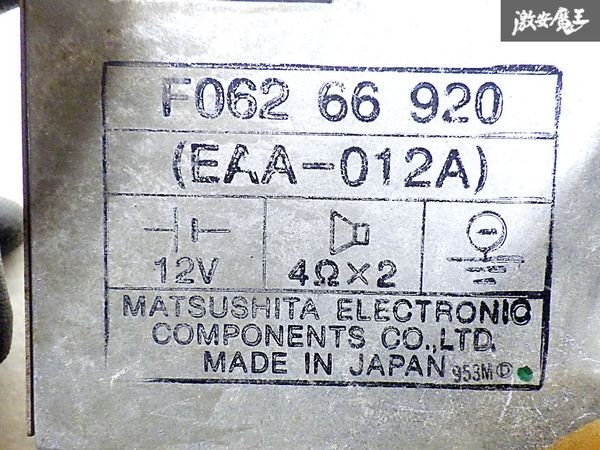 激安魔王
F062 66 920
(EAA-012A)
12V
4Ω×2
MATSUSHITA ELECTRONIC
COMPONENTS CO.,LTD.
MADE IN JAPAN 953M Ⓓ